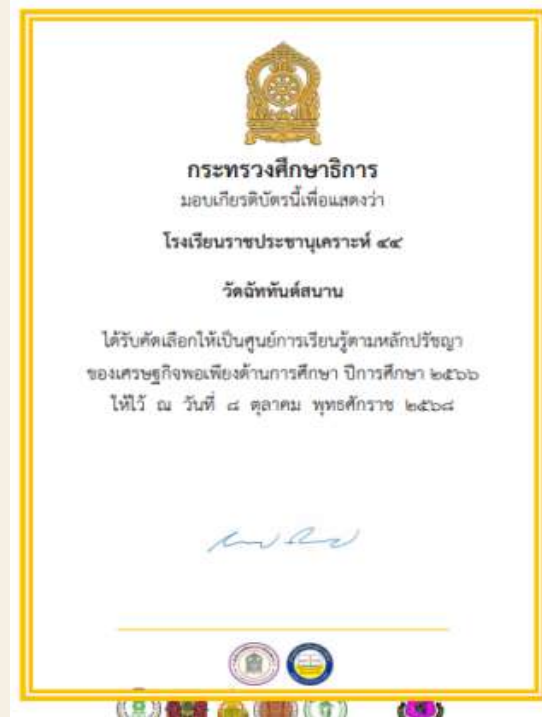 กระทรวงศึกษาธิการ
มอบเกียรติบัตรนี้เพื่อแสดงว่า
โรงเรียนราชประชานุเคราะห์ ๔๔
วัดฉัททันต์สนาน
ได้รับคัดเลือกให้เป็นศูนย์การเรียนรู้ตามหลักปรัชญา
ของเศรษฐกิจพอเพียงด้านการศึกษา ปีการศึกษา ๒๕๖๖
ให้ไว้ ณ วันที่ ๘ ตุลาคม พุทธศักราช ๒๕๖๘